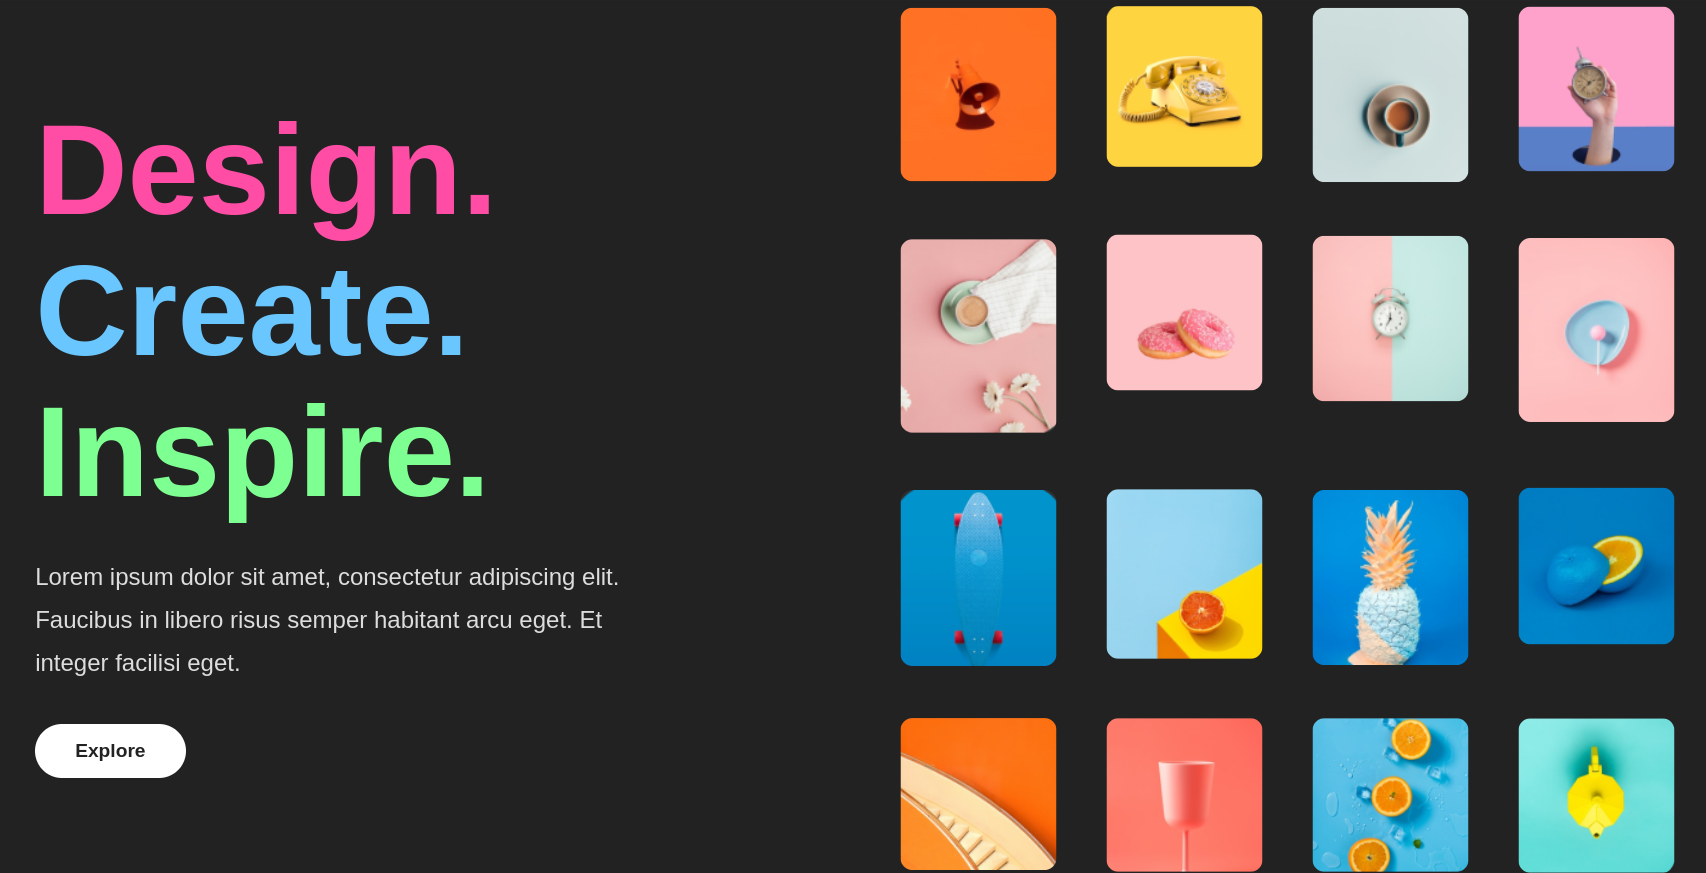 Design.
Create.
Inspire.
Lorem ipsum dolor sit amet, consectetur adipiscing elit.
Faucibus in libero risus semper habitant arcu eget. Et
integer facilisi eget.
Explore